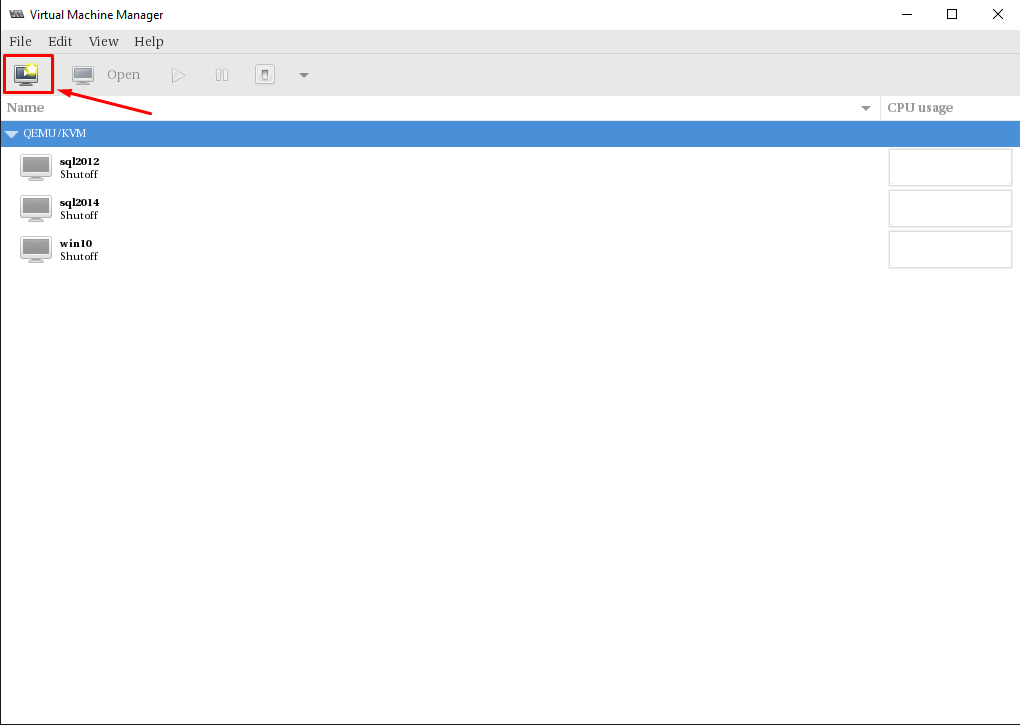 Virtual Machine Manager
File Edit View Help
Open
Name CPU usage
QEMU/KVM
sql2012
Shutoff
sql2014
Shutoff
win10
Shutoff